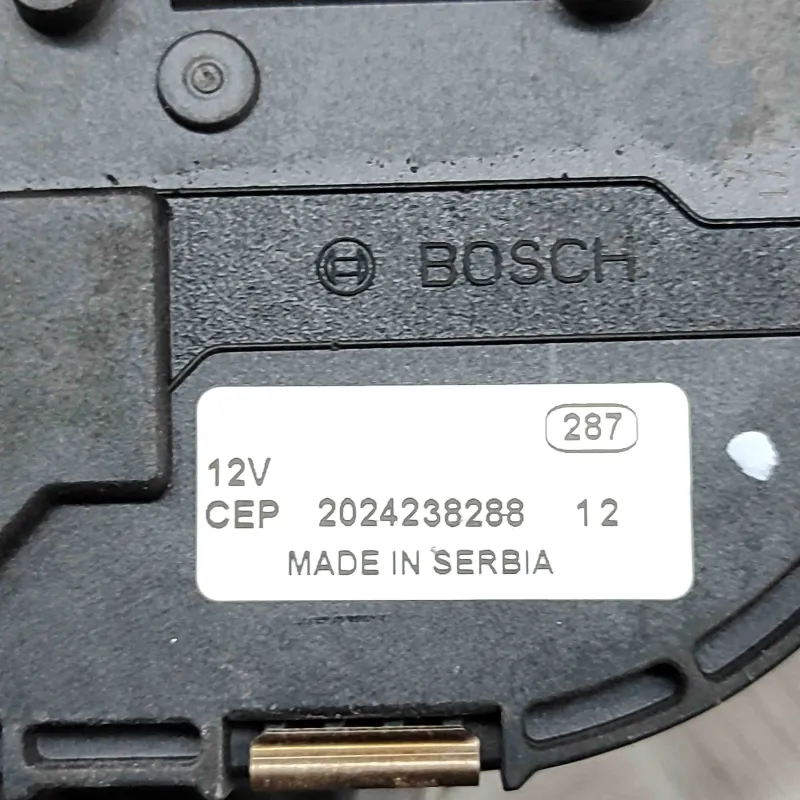 BOSCH
287
12V
CEP 2024238288 12
MADE IN SERBIA